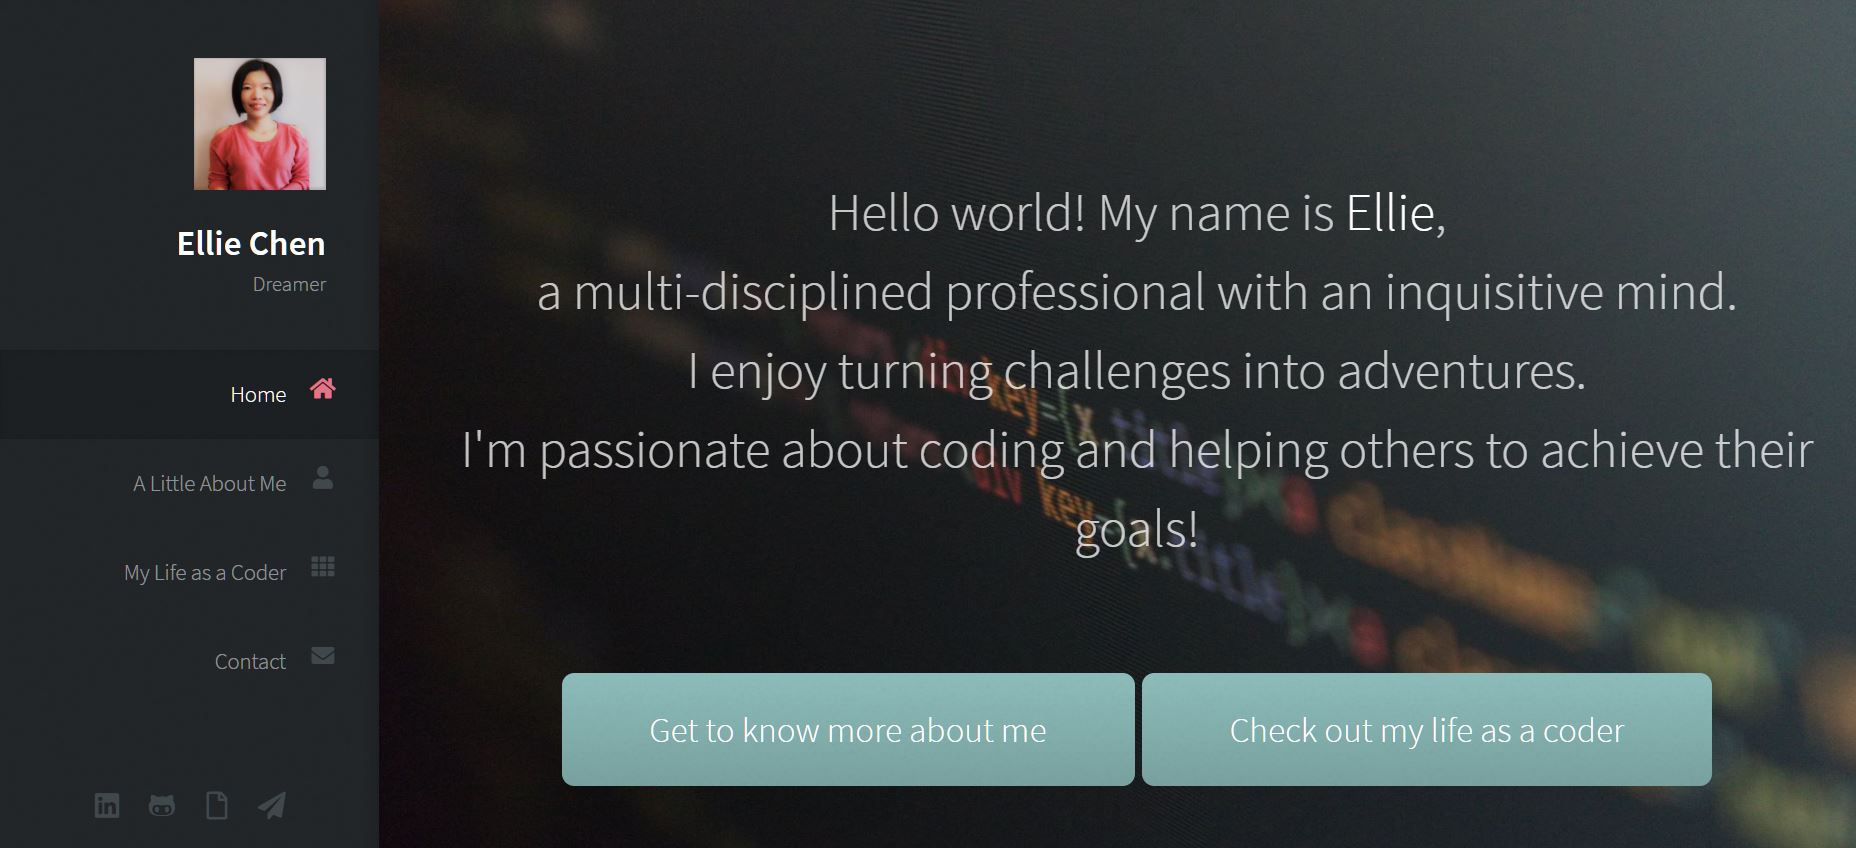 Ellie Chen
Dreamer
Home
A Little About Me
My Life as a Coder
Contact
Hello world! My name is Ellie,
a multi-disciplined professional with an inquisitive mind.
I enjoy turning challenges into adventures.
I'm passionate about coding and helping others to achieve their
goals!
Get to know more about me
Check out my life as a coder